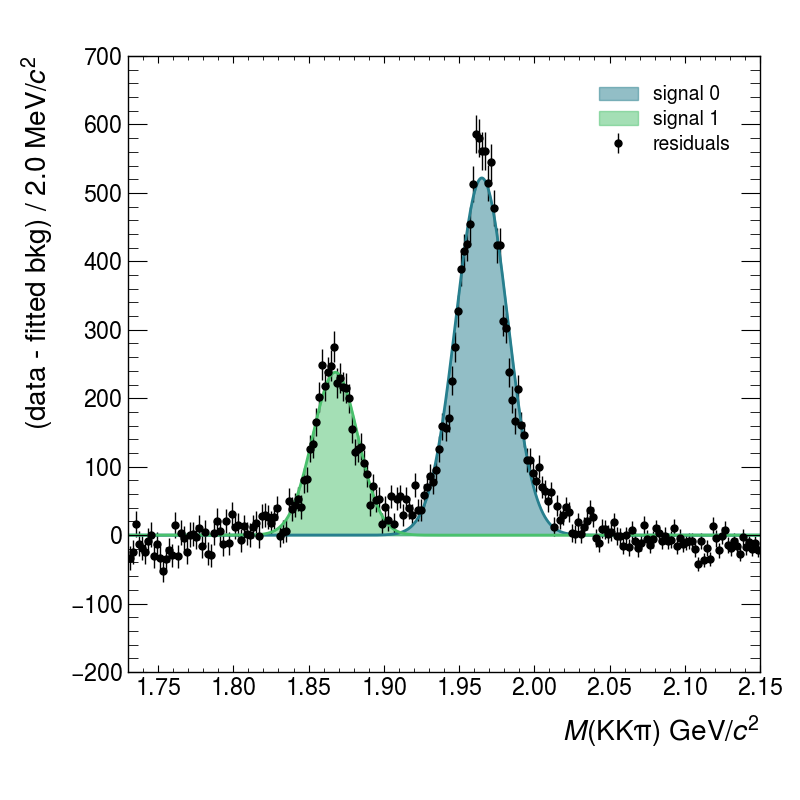 (data - fitted bkg) / 2.0 MeV/c²
700
600
500
400
300
200
100
0
−100
−200
signal 0
signal 1
residuals
1.75 1.80 1.85 1.90 1.95 2.00 2.05 2.10 2.15
M(KKπ) GeV/c²